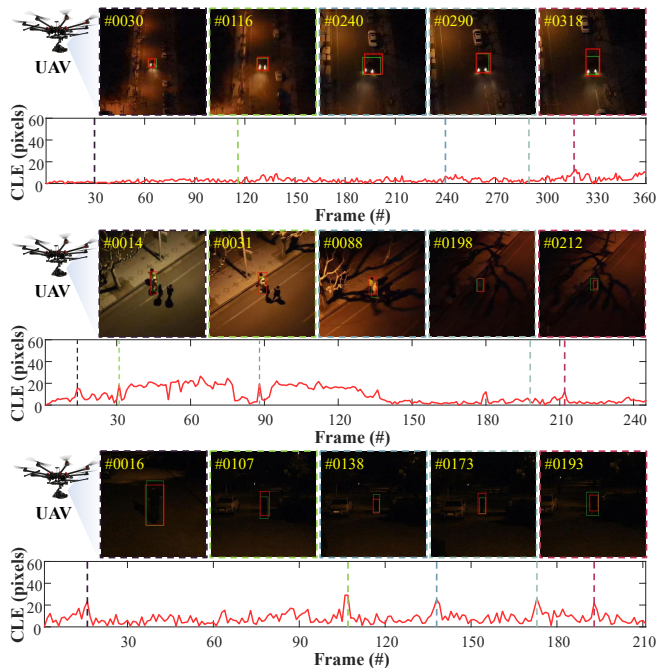 #0030 #0116 #0240 #0290 #0318
UAV
CLE (pixels)
60
40
20
0
30 60 90 120 150 180 210 240 270 300 330 360
Frame (#)
#0014 #0031 #0088 #0198 #0212
UAV
CLE (pixels)
60
40
20
0
30 60 90 120 150 180 210 240
Frame (#)
#0016 #0107 #0138 #0173 #0193
UAV
CLE (pixels)
60
40
20
0
30 60 90 120 150 180 210
Frame (#)